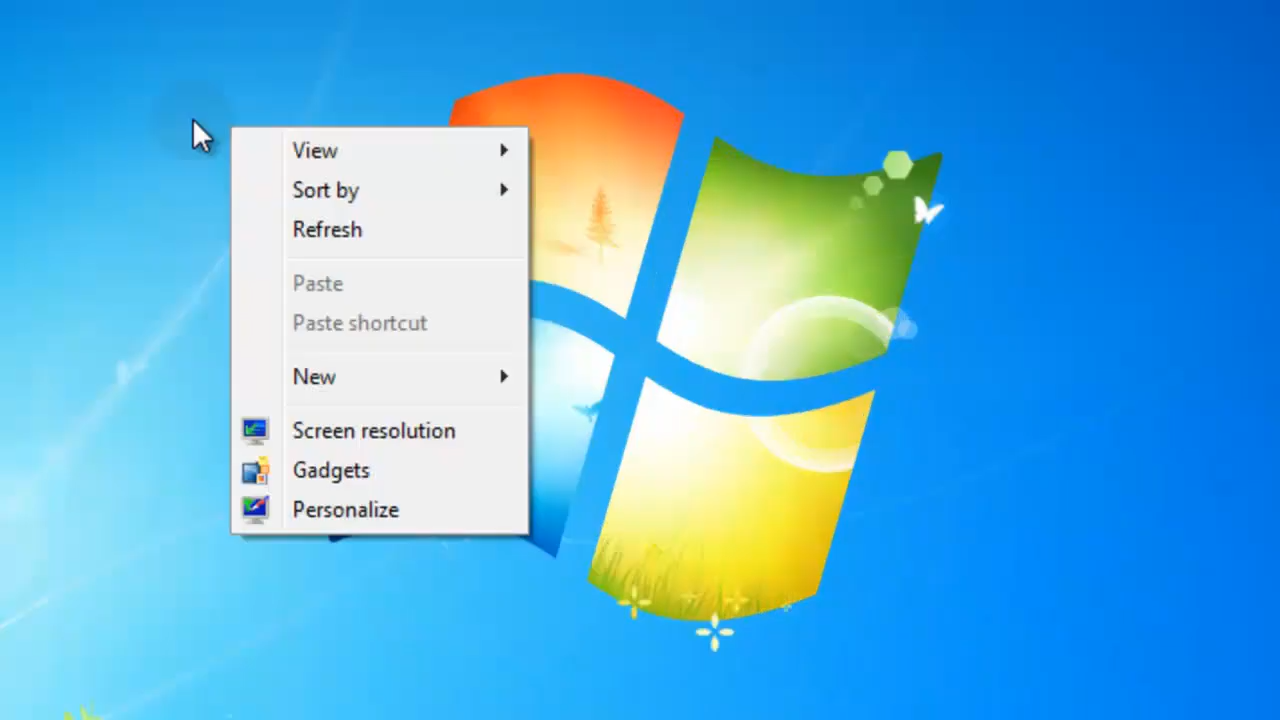 View
Sort by
Refresh
Paste
Paste shortcut
New
Screen resolution
Gadgets
Personalize